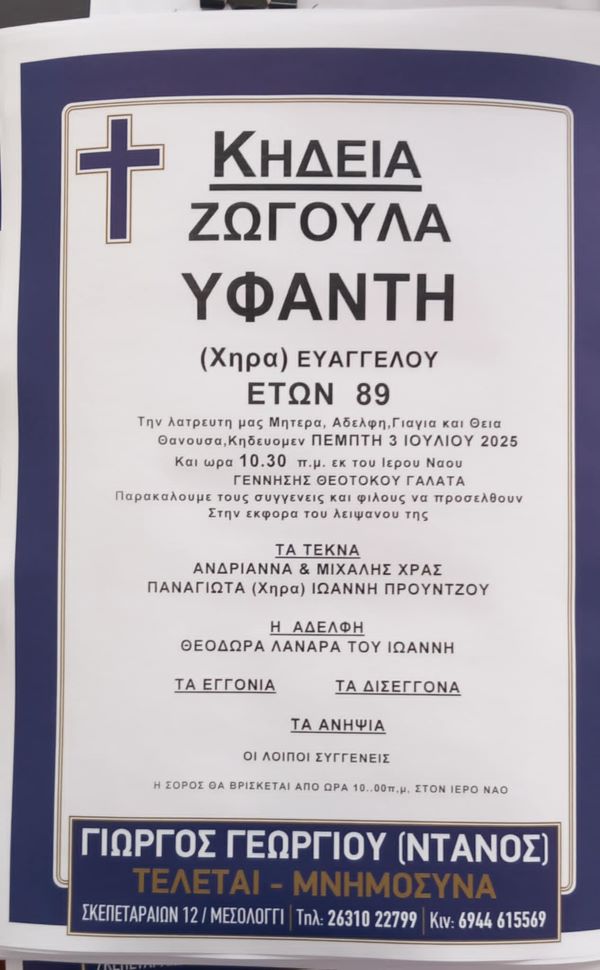 ΚΗΔΕΙΑ
ΖΩΓΟΥΛΑ
ΥΦΑΝΤΗ
(Χηρα) ΕΥΑΓΓΕΛΟΥ
ΕΤΩΝ 89
Την λατρευτη μας Μητερα, Αδελφη,Γιαγια και Θεια
Θανουσα,Κηδευομεν ΠΕΜΠΤΗ 3 ΙΟΥΛΙΟΥ 2025
Και ωρα 10.30 π.μ. εκ του Ιερου Ναου
ΓΕΝΝΗΣΗΣ ΘΕΟΤΟΚΟΥ ΓΑΛΑΤΑ
Παρακαλουμε τους συγγενεις και φιλους να προσελθουν
Στην εκφορα του λειψανου της
ΤΑ ΤΕΚΝΑ
ΑΝΔΡΙΑΝΝΑ & ΜΙΧΑΛΗΣ ΧΡΑΣ
ΠΑΝΑΓΙΩΤΑ (Χηρα) ΙΩΑΝΝΗ ΠΡΟΥΝΤΖΟΥ
Η ΑΔΕΛΦΗ
ΘΕΟΔΩΡΑ ΛΑΝΑΡΑ ΤΟΥ ΙΩΑΝΝΗ
ΤΑ ΕΓΓΟΝΙΑ ΤΑ ΔΙΣΕΓΓΟΝΑ
ΤΑ ΑΝΗΨΙΑ
ΟΙ ΛΟΙΠΟΙ ΣΥΓΓΕΝΕΙΣ
Η ΣΟΡΟΣ ΘΑ ΒΡΙΣΚΕΤΑΙ ΑΠΟ ΩΡΑ 10..00π,μ, ΣΤΟΝ ΙΕΡΟ ΝΑΟ
ΓΙΩΡΓΟΣ ΓΕΩΡΓΙΟΥ (ΝΤΑΝΟΣ)
ΤΕΛΕΤΑΙ - ΜΝΗΜΟΣΥΝΑ
ΣΚΕΠΕΤΑΡΑΙΩΝ 12 / ΜΕΣΟΛΟΓΓΙ | Τηλ: 26310 22799 | Κιν: 6944 615569